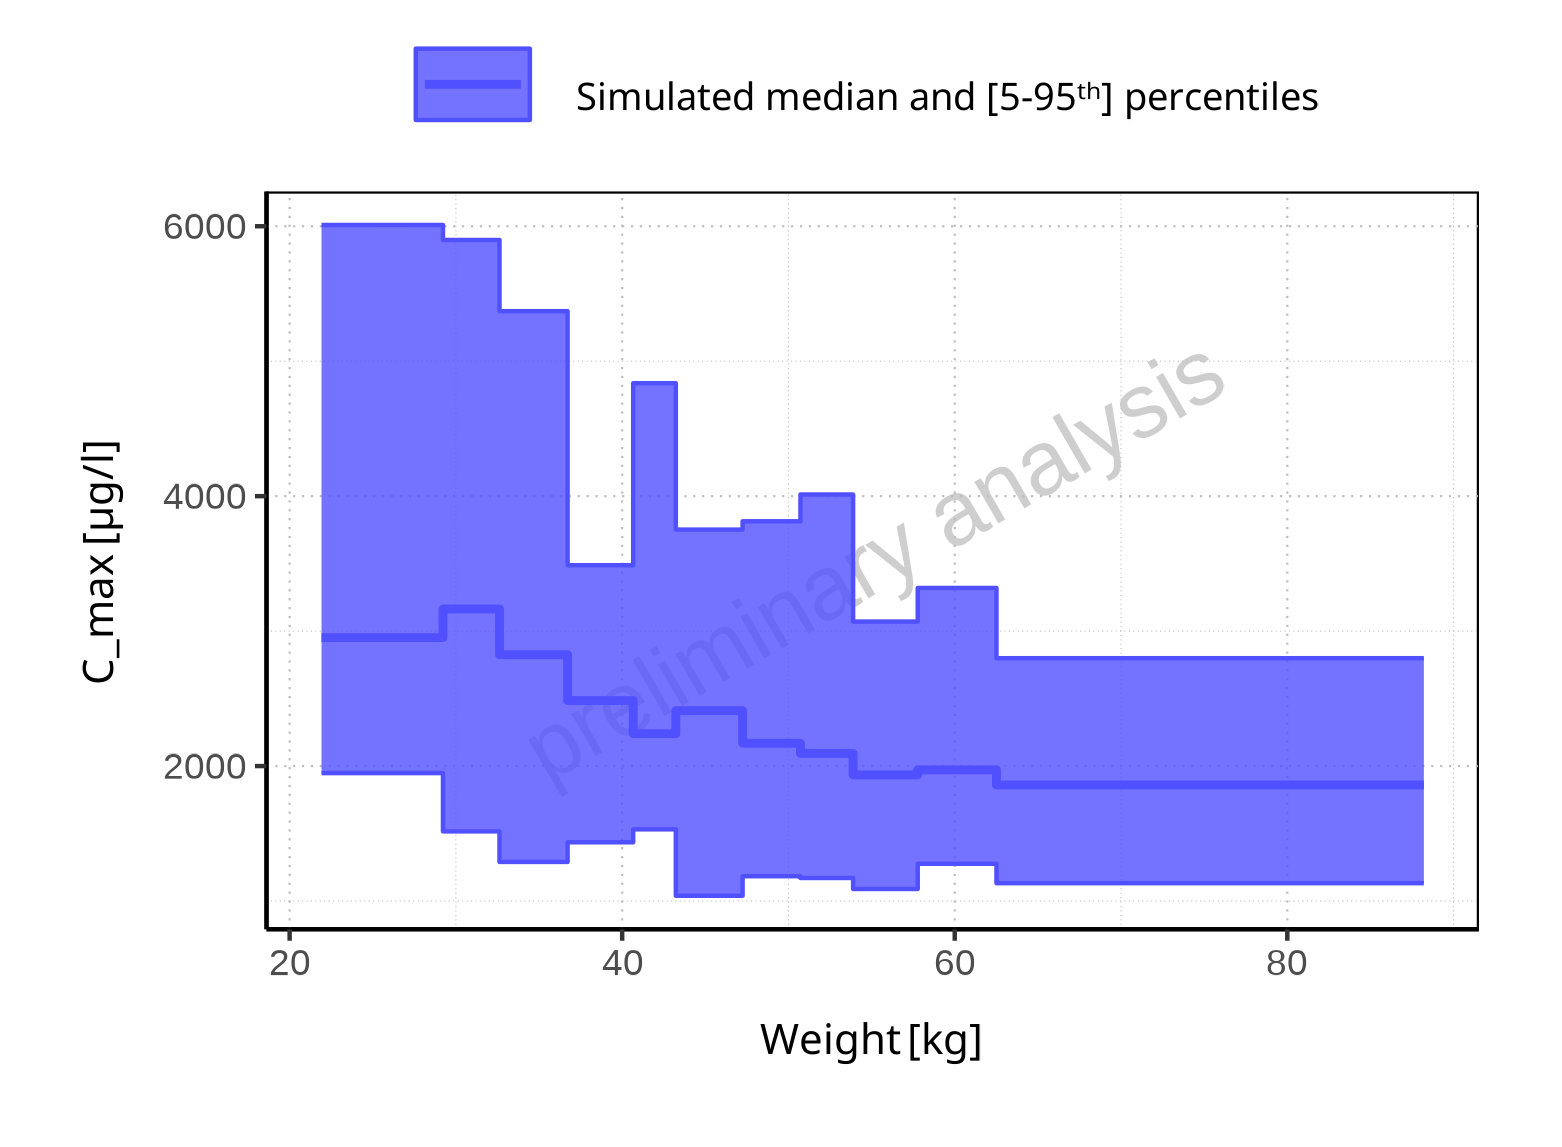 Simulated median and [5-95ᵗʰ] percentiles
6000
4000
2000
C_max [µg/l]
preliminary analysis
20 40 60 80
Weight [kg]